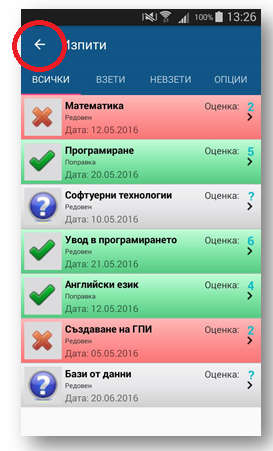 100% 13:26
Изпити
ВСИЧКИ ВЗЕТИ НЕВЗЕТИ ОПЦИИ
Математика Оценка: 2
Редовен
Дата: 12.05.2016
Програмиране Оценка: 5
Поправка
Дата: 20.05.2016
Софтуерни технологии Оценка: ?
Редовен
Дата: 10.05.2016
Увод в програмирането Оценка: 6
Редовен
Дата: 21.05.2016
Английски език Оценка: 4
Поправка
Дата: 12.05.2016
Създаване на ГПИ Оценка: 2
Редовен
Дата: 05.05.2016
Бази от данни Оценка: ?
Редовен
Дата: 20.06.2016